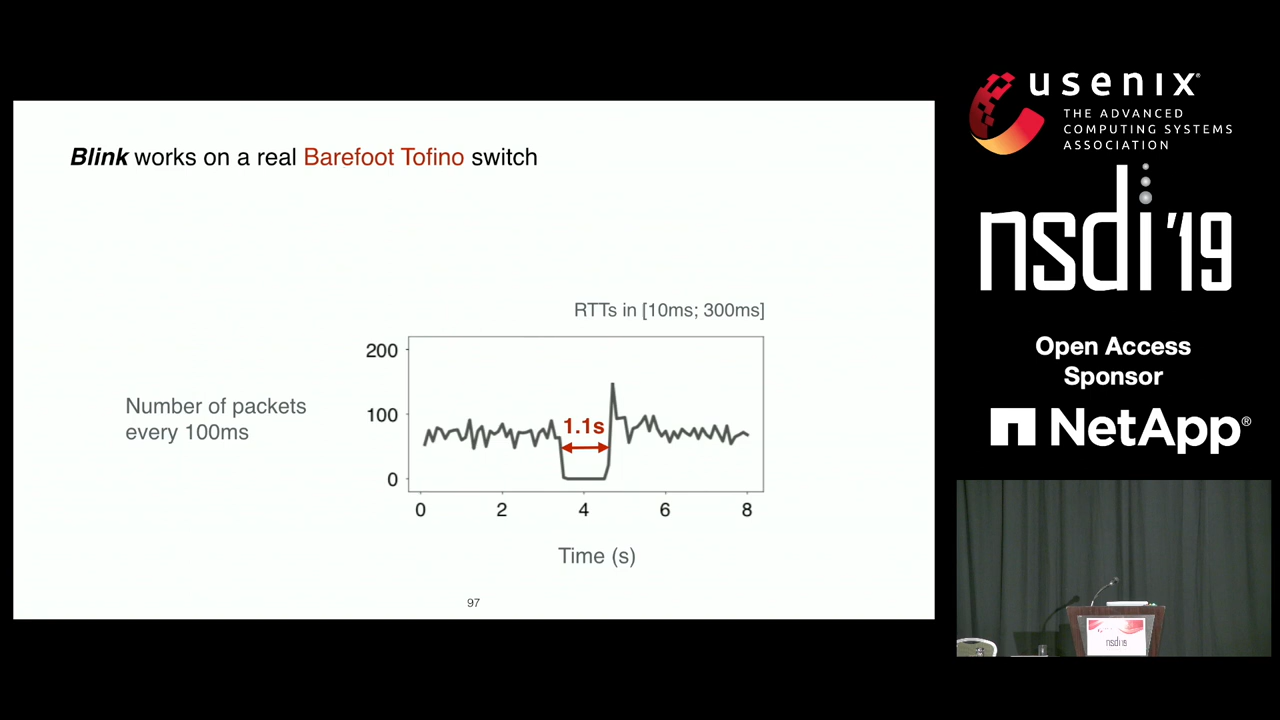 Blink works on a real Barefoot Tofino switch
RTTs in [10ms; 300ms]
200
100
0
Number of packets
every 100ms
1.1s
0 2 4 6 8
Time (s)
97
usenix®
THE ADVANCED
COMPUTING SYSTEMS
ASSOCIATION
nsdi '19
Open Access
Sponsor
NetApp®
nsdi'19